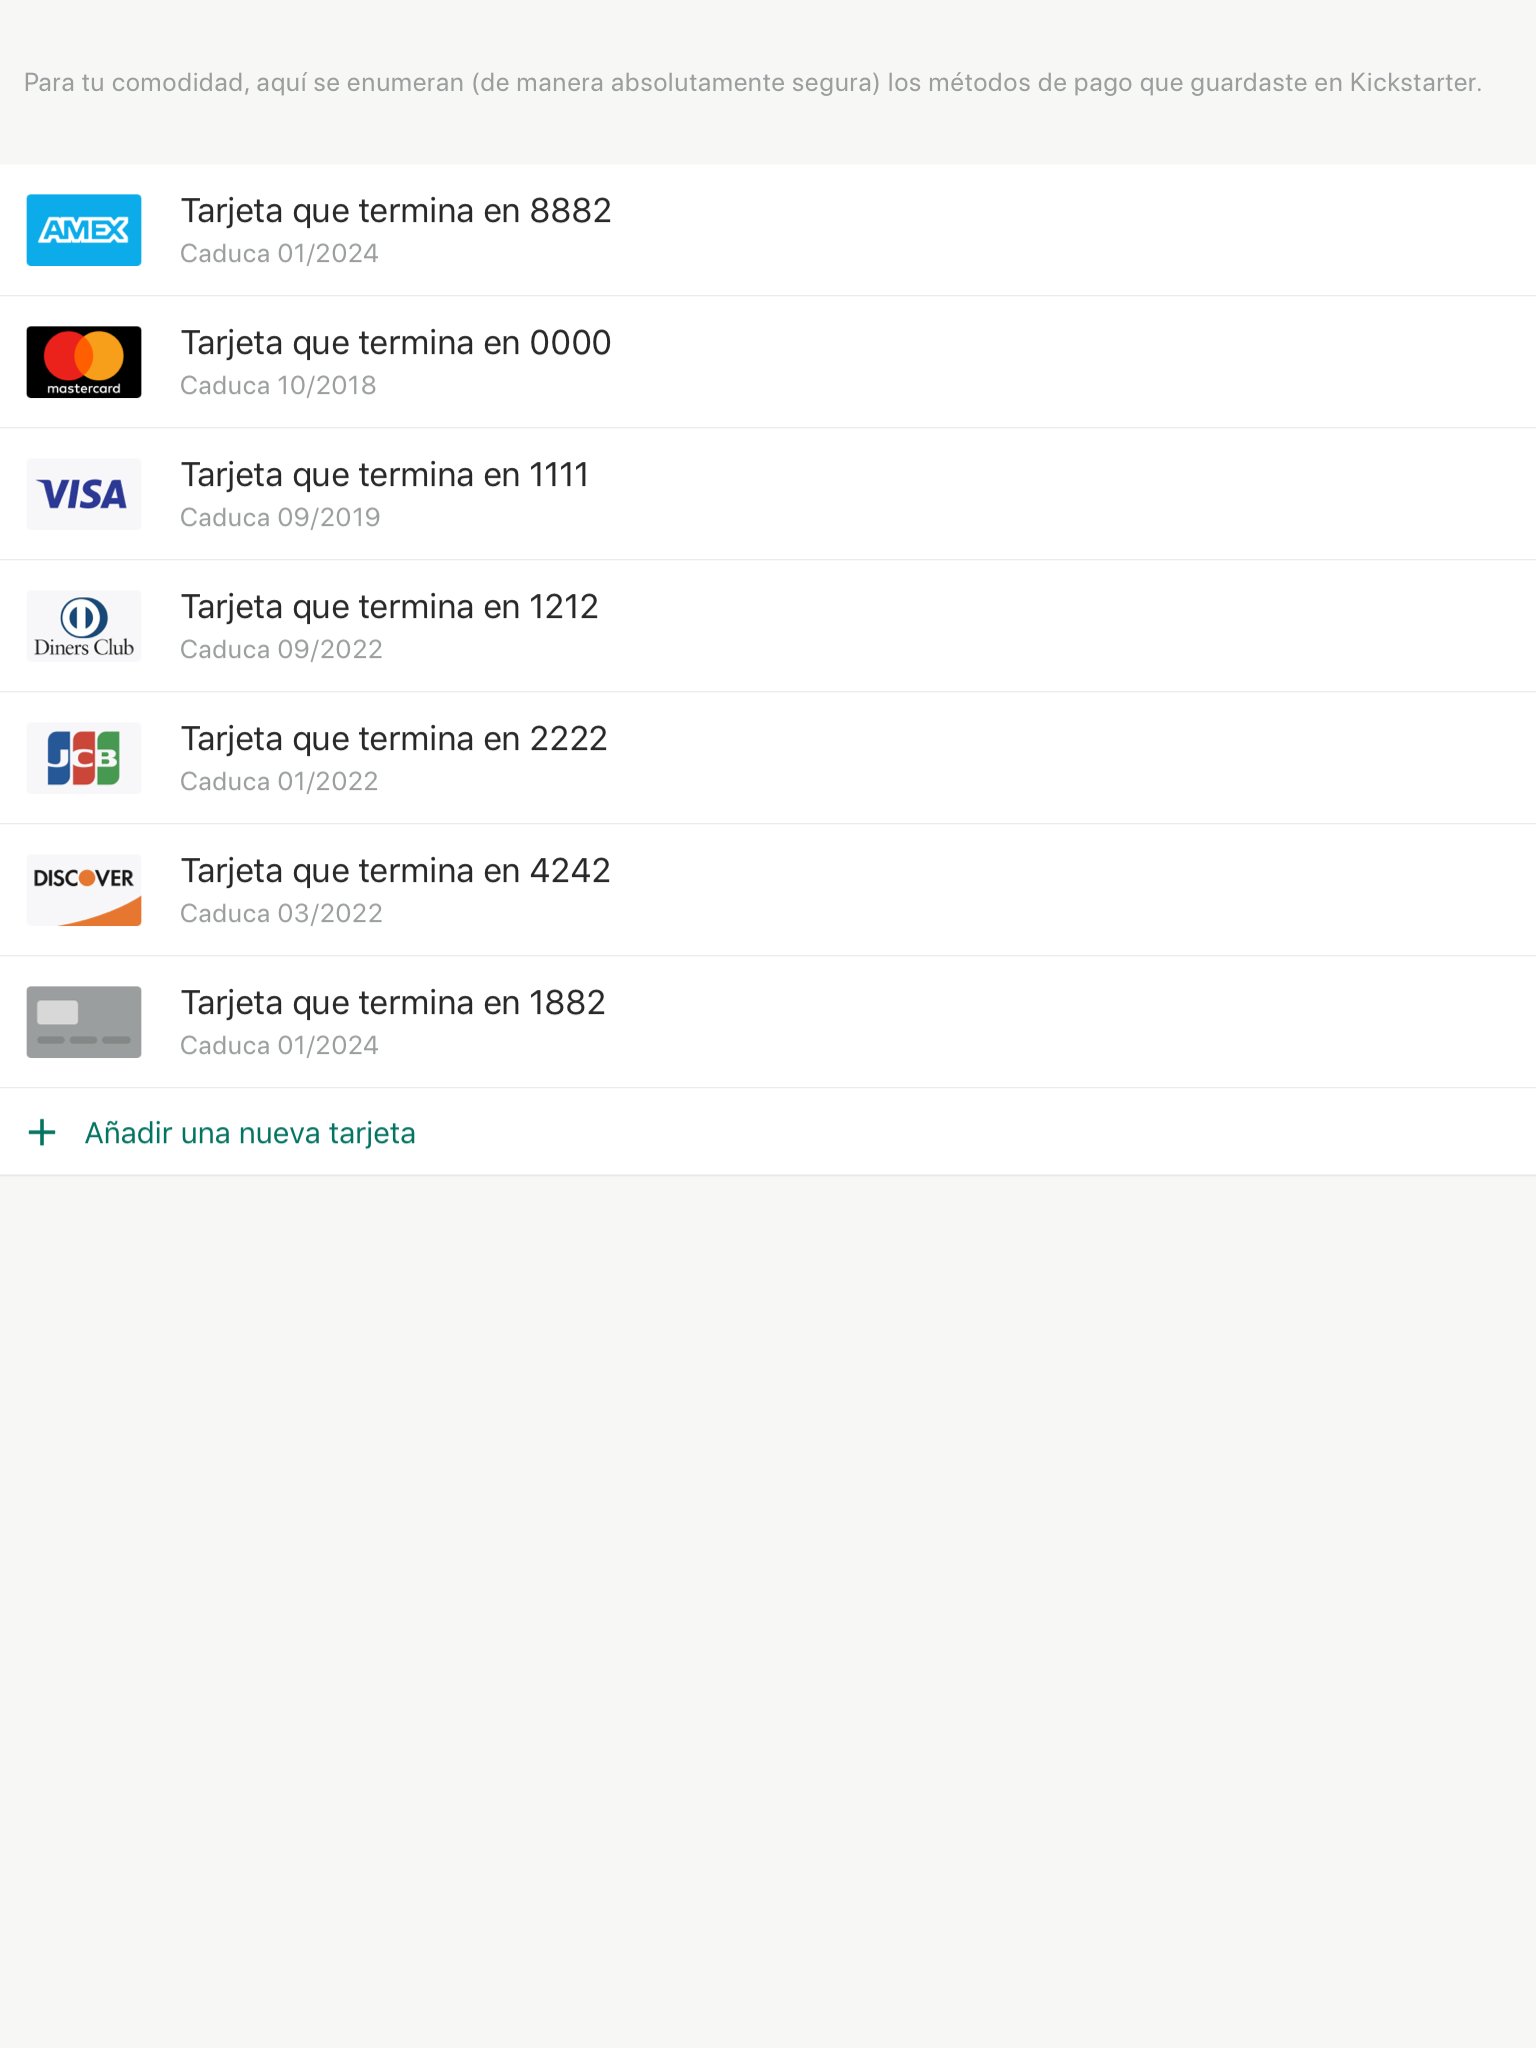 Para tu comodidad, aquí se enumeran (de manera absolutamente segura) los métodos de pago que guardaste en Kickstarter.
AMEX
Tarjeta que termina en 8882
Caduca 01/2024
mastercard
Tarjeta que termina en 0000
Caduca 10/2018
VISA
Tarjeta que termina en 1111
Caduca 09/2019
Diners Club
Tarjeta que termina en 1212
Caduca 09/2022
JCB
Tarjeta que termina en 2222
Caduca 01/2022
DISCOVER
Tarjeta que termina en 4242
Caduca 03/2022
Tarjeta que termina en 1882
Caduca 01/2024
+ Añadir una nueva tarjeta